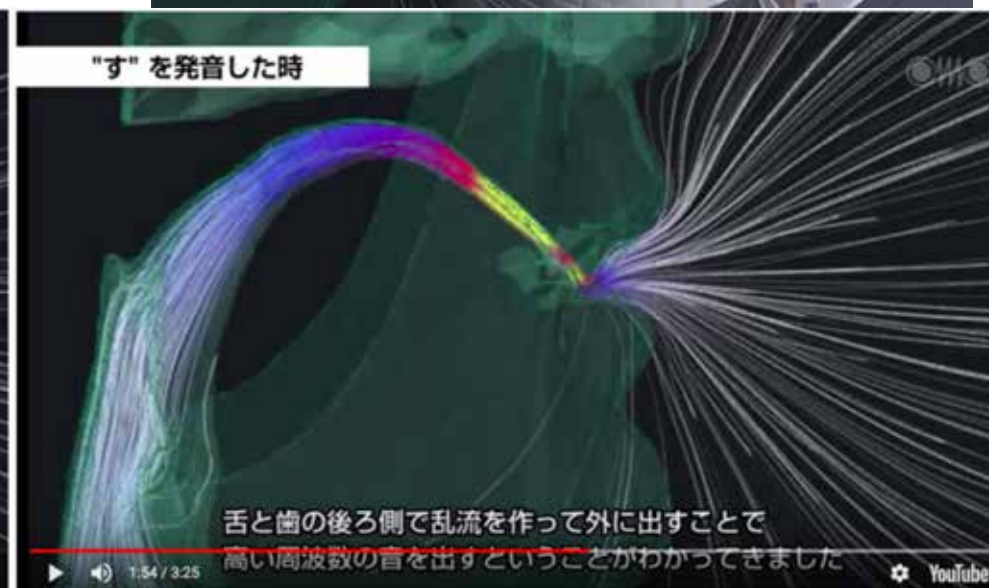 "す" を発音した時
舌と歯の後ろ側で乱流を作って外に出すことで
高い周波数の音を出すということがわかってきました
1:54 / 3:25
YouTube